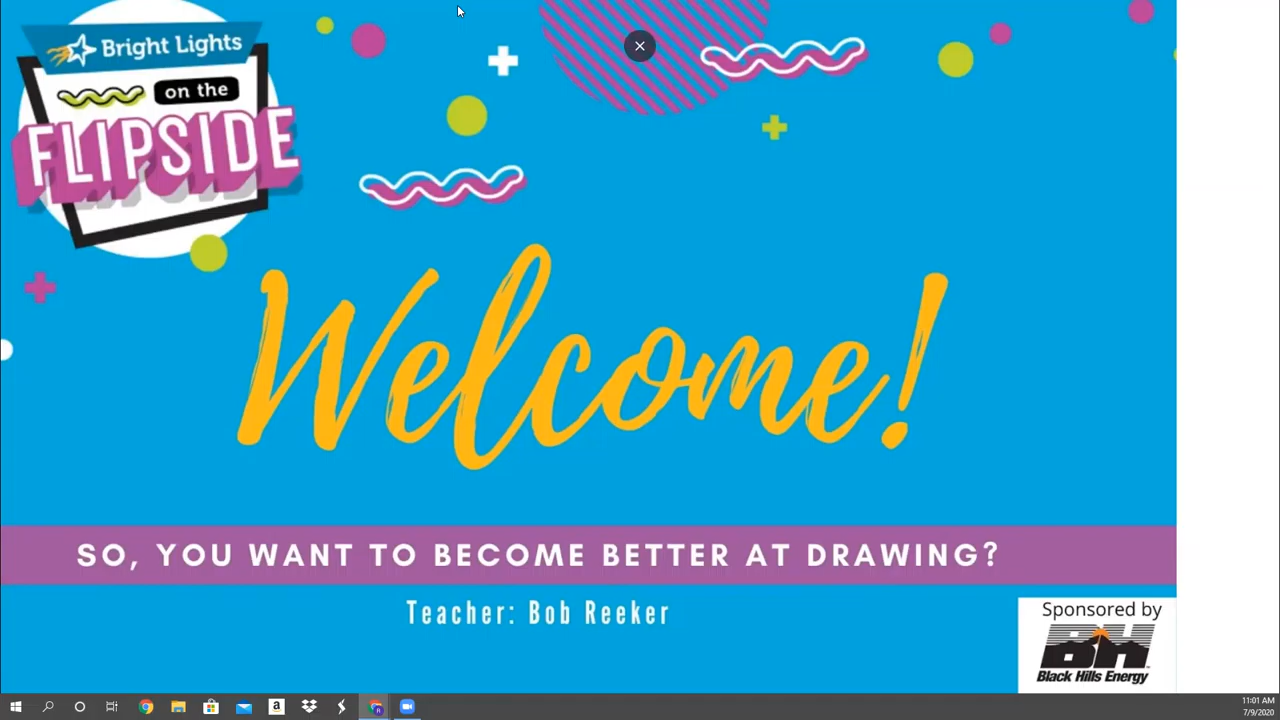 Bright Lights
on the
FLIPSIDE
Welcome!
SO, YOU WANT TO BECOME BETTER AT DRAWING?
Teacher: Bob Reeker
Sponsored by
BH
Black Hills Energy
a
11:01 AM
7/9/2020